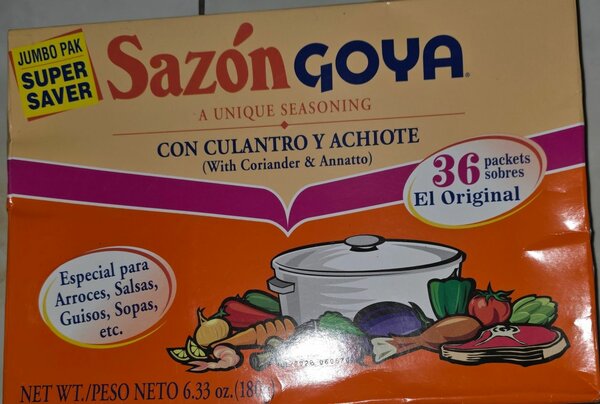 JUMBO PAK
SUPER
SAVER
Sazón GOYA®
A UNIQUE SEASONING
CON CULANTRO Y ACHIOTE
(With Coriander & Annatto)
36 packets
sobres
El Original
Especial para
Arroces, Salsas,
Guisos, Sopas,
etc.
NET WT./PESO NETO 6.33 oz. (180